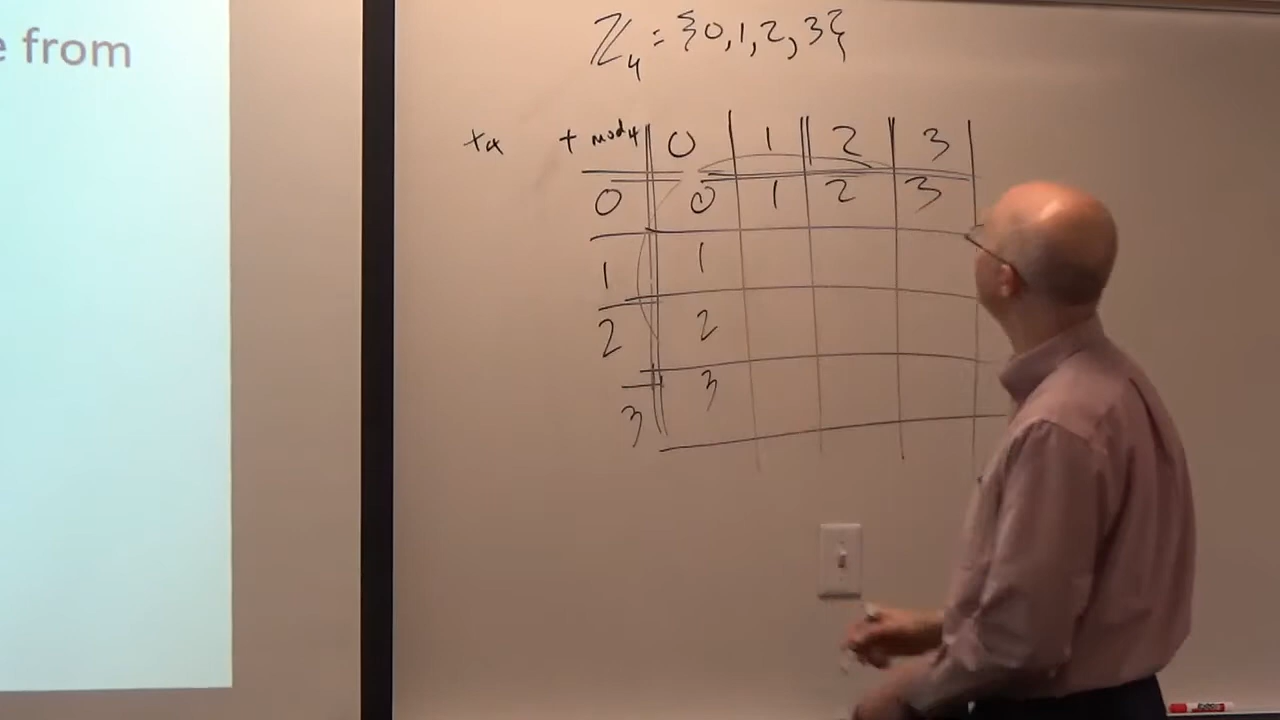 e from
ℤ₄ = {0, 1, 2, 3}
+₄ + mod 4 0 1 2 3
0 0 1 2 3
1 1
2 2
3 3